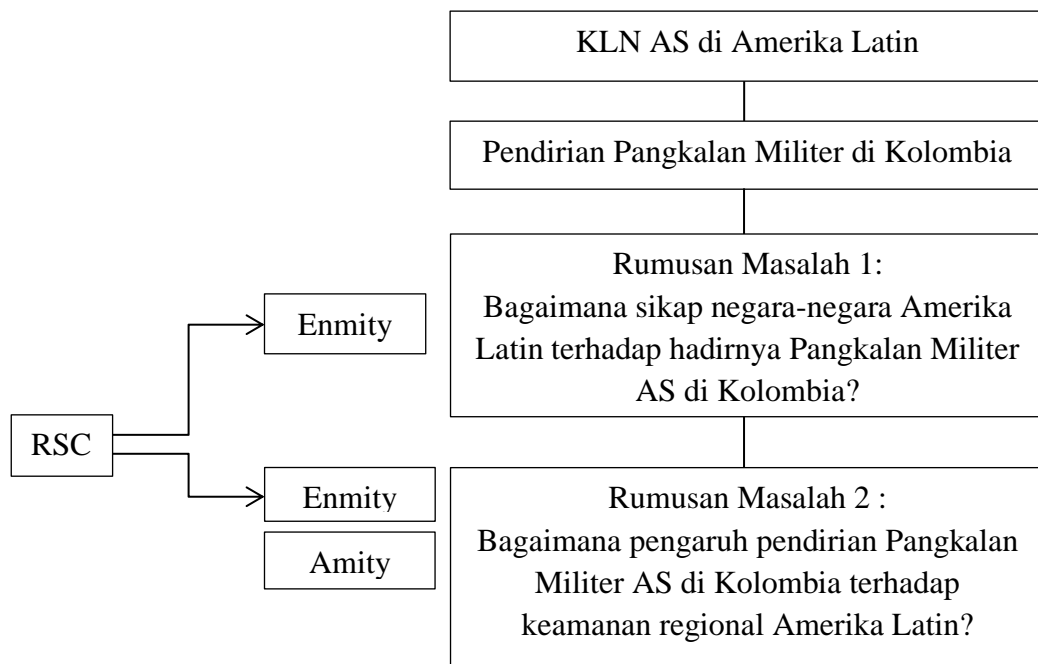 KLN AS di Amerika Latin
Pendirian Pangkalan Militer di Kolombia
Rumusan Masalah 1:
Bagaimana sikap negara-negara Amerika
Latin terhadap hadirnya Pangkalan Militer
AS di Kolombia?
Enmity
RSC
Enmity
Amity
Rumusan Masalah 2 :
Bagaimana pengaruh pendirian Pangkalan
Militer AS di Kolombia terhadap
keamanan regional Amerika Latin?